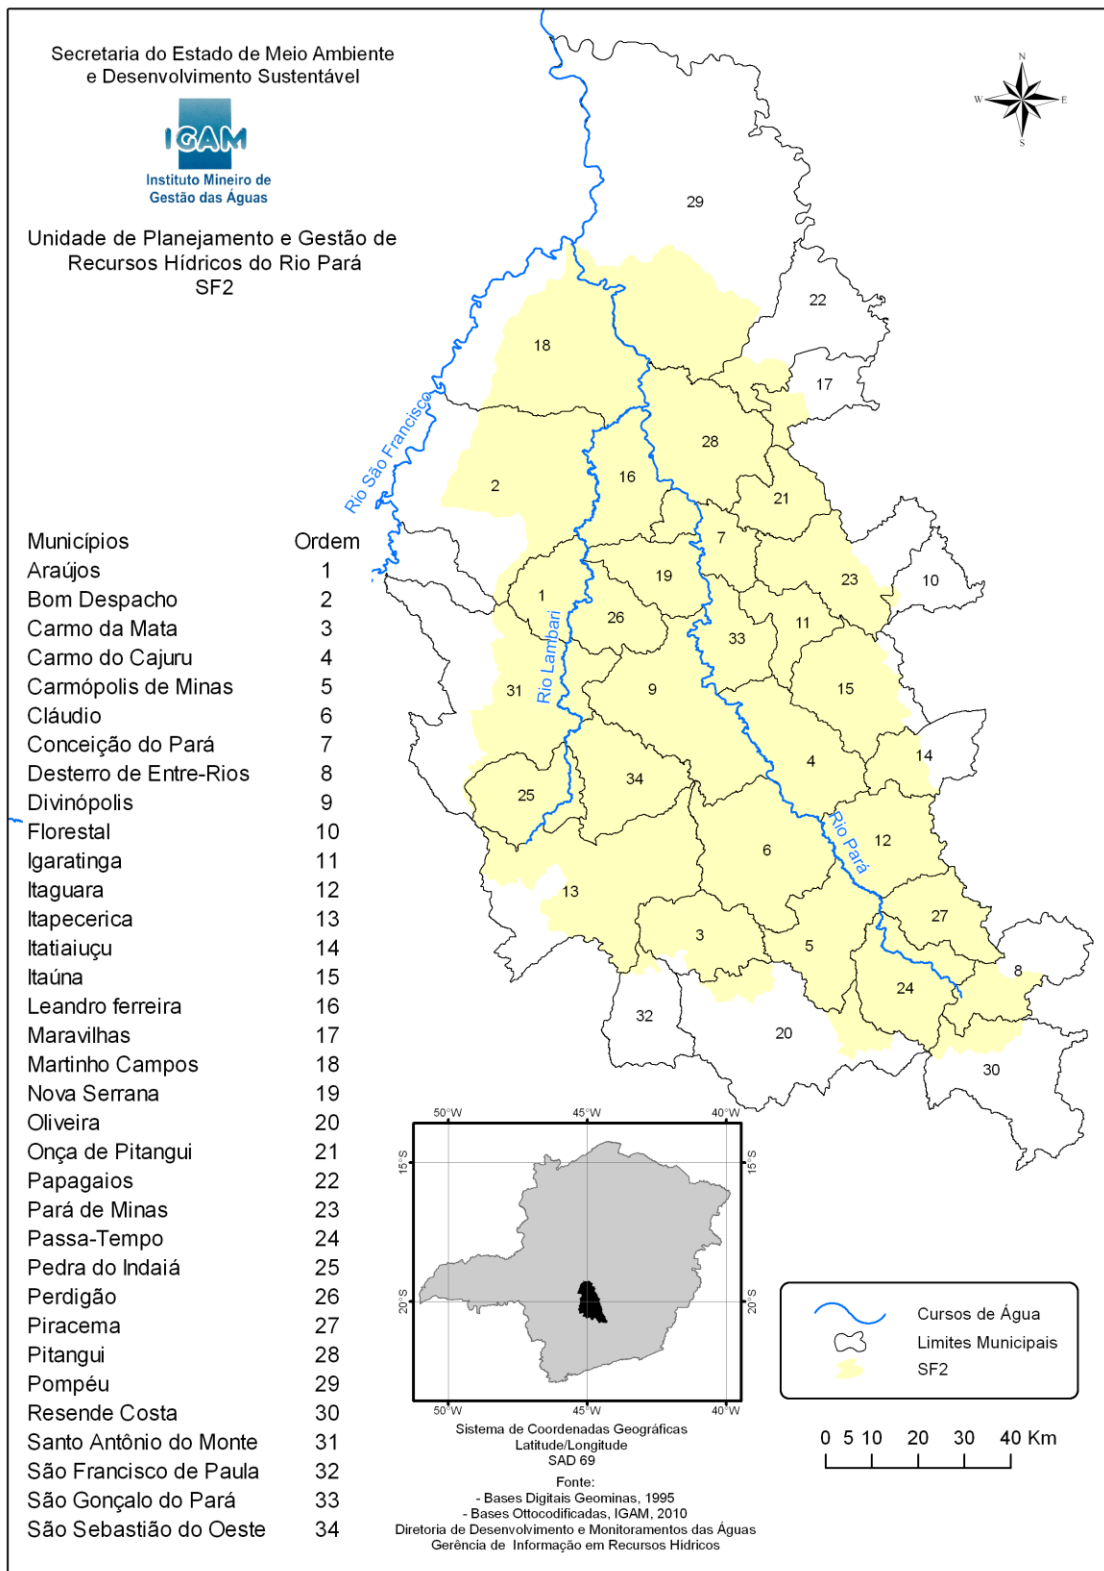 Secretaria do Estado de Meio Ambiente
e Desenvolvimento Sustentável
IGAM
Instituto Mineiro de
Gestão das Águas
Unidade de Planejamento e Gestão de
Recursos Hídricos do Rio Pará
SF2
N
W E
S
29
22
18
17
Rio São Francisco
28
2
16
21
7
19
23
10
1
26
11
33
Rio Lambari
31
9
15
14
4
34
25
Rio Pará
12
6
13
27
3
5
8
24
32
20
30
Municípios Ordem
Araújos 1
Bom Despacho 2
Carmo da Mata 3
Carmo do Cajuru 4
Carmópolis de Minas 5
Cláudio 6
Conceição do Pará 7
Desterro de Entre-Rios 8
Divinópolis 9
Florestal 10
Igaratinga 11
Itaguara 12
Itapecerica 13
Itatiaiuçu 14
Itaúna 15
Leandro ferreira 16
Maravilhas 17
Martinho Campos 18
Nova Serrana 19
Oliveira 20
Onça de Pitangui 21
Papagaios 22
Pará de Minas 23
Passa-Tempo 24
Pedra do Indaiá 25
Perdigão 26
Piracema 27
Pitangui 28
Pompéu 29
Resende Costa 30
Santo Antônio do Monte 31
São Francisco de Paula 32
São Gonçalo do Pará 33
São Sebastião do Oeste 34
50°W 45°W 40°W
15°S 15°S
20°S 20°S
50°W 45°W 40°W
Sistema de Coordenadas Geográficas
Latitude/Longitude
SAD 69
Fonte:
- Bases Digitais Geominas, 1995
- Bases Ottocodificadas, IGAM, 2010
Diretoria de Desenvolvimento e Monitoramentos das Águas
Gerência de Informação em Recursos Hídricos
Cursos de Água
Limites Municipais
SF2
0 5 10 20 30 40 Km